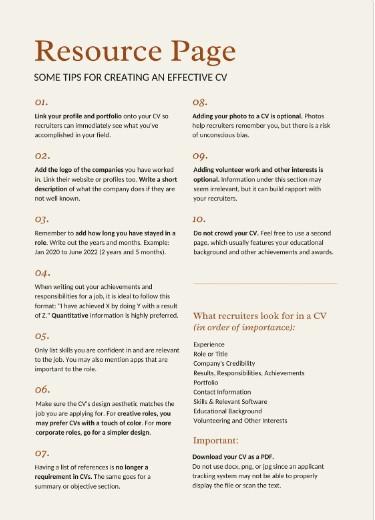 Resource Page
SOME TIPS FOR CREATING AN EFFECTIVE CV
01.
Link your profile and portfolio onto your CV so
recruiters can immediately see what you've
accomplished in your field.
02.
Add the logo of the companies you have worked
in. Link their website or profiles too. Write a short
description of what the company does if they are
not well known.
03.
Remember to add how long you have stayed in a
role. Write out the years and months. Example:
Jan 2020 to June 2022 (2 years and 5 months).
04.
When writing out your achievements and
responsibilities for a job, it is ideal to follow this
format: "I have achieved X by doing Y with a result
of Z." Quantitative information is highly preferred.
05.
Only list skills you are confident in and are relevant
to the job. You may also mention apps that are
important to the role.
06.
Make sure the CV's design aesthetic matches the
job you are applying for. For creative roles, you
may prefer CVs with a touch of color. For more
corporate roles, go for a simpler design.
07.
Having a list of references is no longer a
requirement in CVs. The same goes for a
summary or objective section.
08.
Adding your photo to a CV is optional. Photos
help recruiters remember you, but there is a risk
of unconscious bias.
09.
Adding volunteer work and other interests is
optional. Information under this section may
seem irrelevant, but it can build rapport with
your recruiters.
10.
Do not crowd your CV. Feel free to use a second
page, which usually features your educational
background and other achievements and awards.
What recruiters look for in a CV
(in order of importance):
Experience
Role or Title
Company's Credibility
Results, Responsibilities, Achievements
Portfolio
Contact Information
Skills & Relevant Software
Educational Background
Volunteering and Other Interests
Important:
Download your CV as a PDF.
Do not use docx, png, or jpg since an applicant
tracking system may not be able to properly
display the file or scan the text.